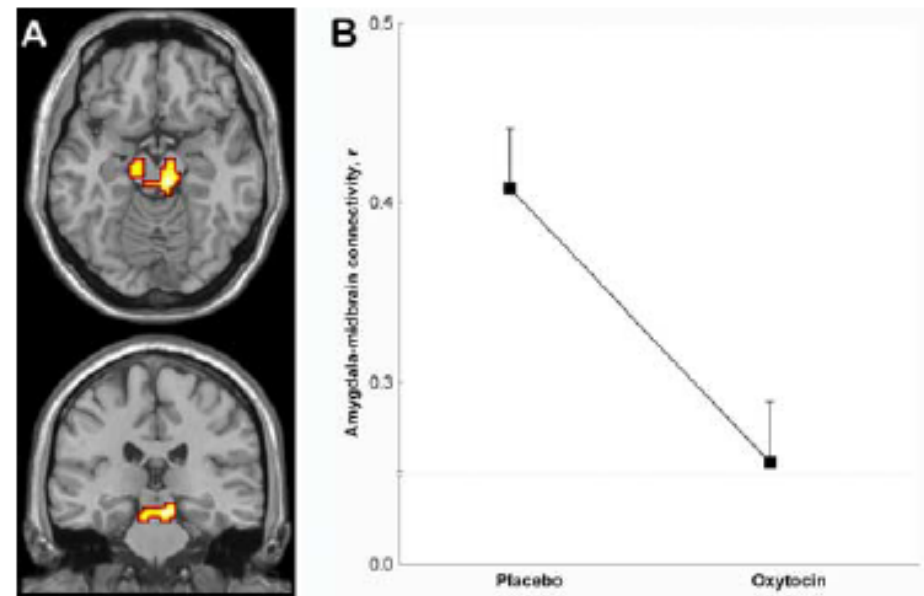 A
B
0.5
0.4
0.3
0.0
Amygdala-midbrain connectivity, r
Placebo
Oxytocin